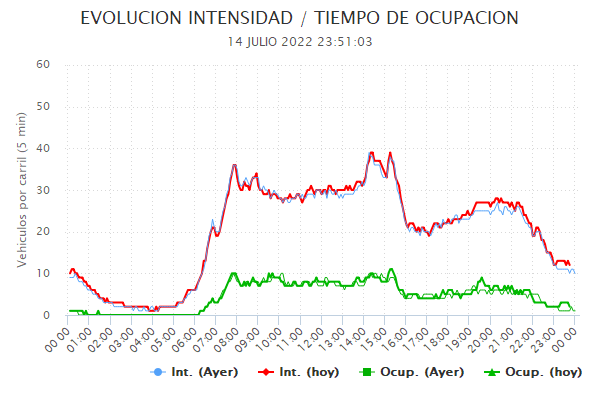 EVOLUCION INTENSIDAD / TIEMPO DE OCUPACION
14 JULIO 2022 23:51:03
Vehiculos por carril (5 min)
60
50
40
30
20
10
0
00:00 01:00 02:00 03:00 04:00 05:00 06:00 07:00 08:00 09:00 10:00 11:00 12:00 13:00 14:00 15:00 16:00 17:00 18:00 19:00 20:00 21:00 22:00 23:00 00:00
Int. (Ayer) Int. (hoy) Ocup. (Ayer) Ocup. (hoy)